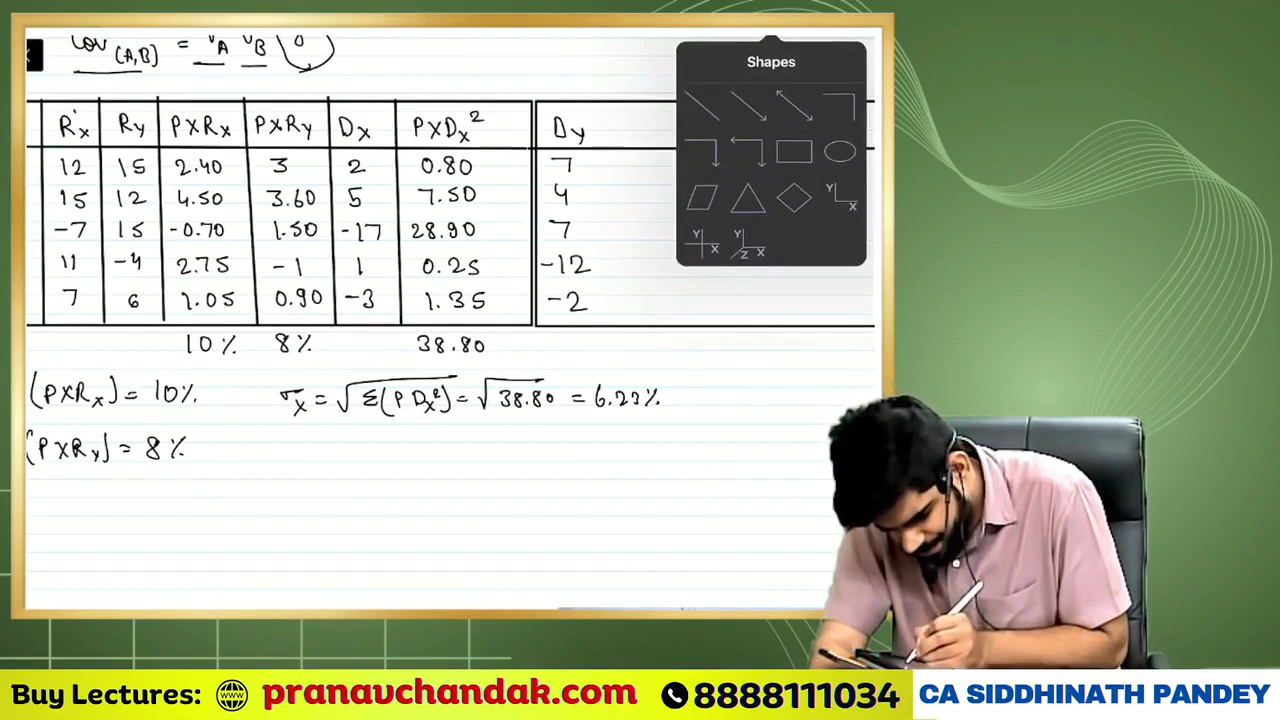 Cov (A,B) =
Shapes
Rx Ry PXRx PXRy Dx PXDx² Dy
12 15 2.40 3 2 0.80 7
15 12 4.50 3.60 5 7.50 4
-7 15 -0.70 1.50 -17 28.90 7
11 -4 2.75 -1 1 0.25 -12
7 6 1.05 0.90 -3 1.35 -2
10% 8% 38.80
(PXRx) = 10% σx = √Σ(PDx²) = √38.80 = 6.23%
(PXRy) = 8%
Y X
Y X Y Z X
Buy Lectures: pranavchandak.com 8888111034 CA SIDDHINATH PANDEY